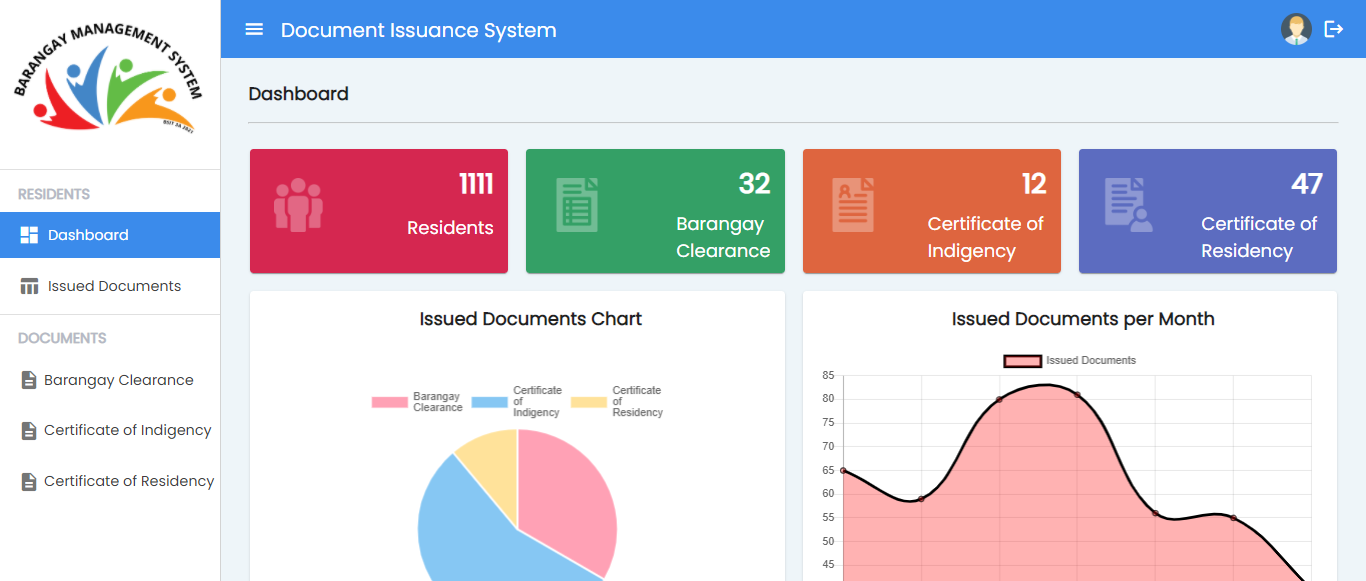 BARANGAY MANAGEMENT SYSTEM
Document Issuance System
Dashboard
RESIDENTS
Dashboard
Issued Documents
DOCUMENTS
Barangay Clearance
Certificate of Indigency
Certificate of Residency
1111
Residents
32
Barangay
Clearance
12
Certificate of
Indigency
47
Certificate of
Residency
Issued Documents Chart
Barangay
Clearance
Certificate
of
Indigency
Certificate
of
Residency
Issued Documents per Month
Issued Documents
85
80
75
70
65
60
55
50
45